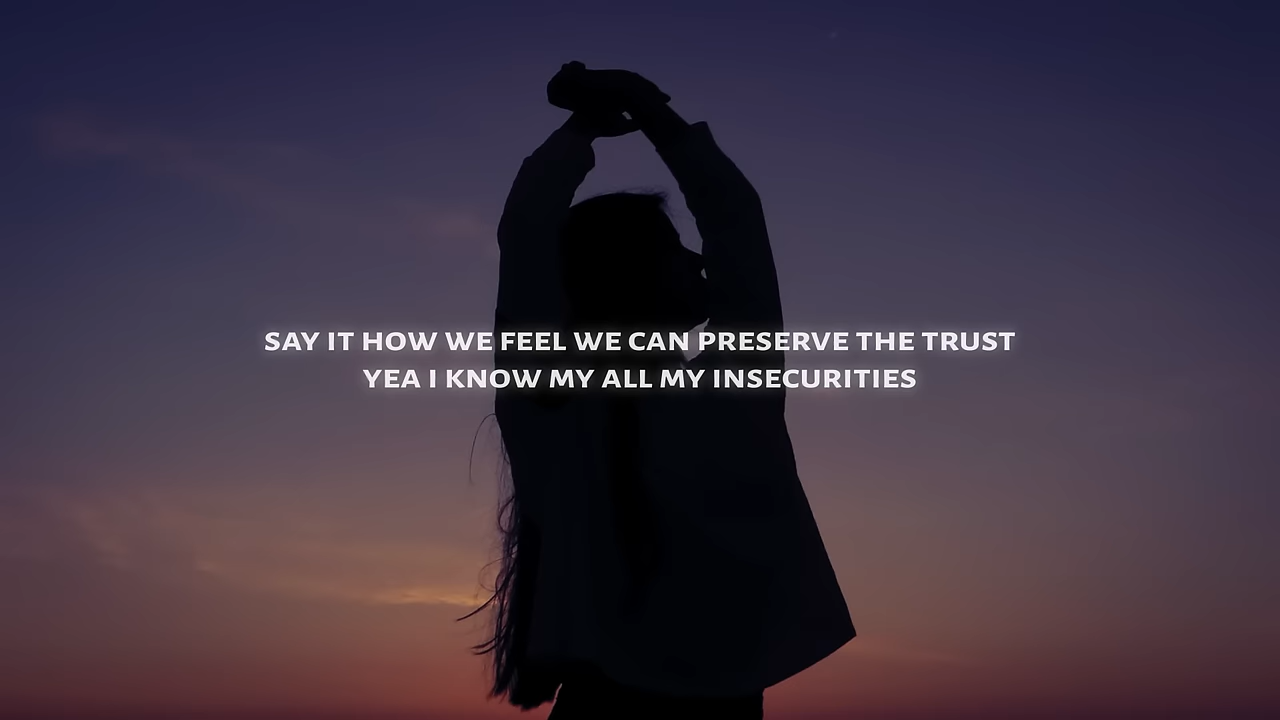 SAY IT HOW WE FEEL WE CAN PRESERVE THE TRUST
YEA I KNOW MY ALL MY INSECURITIES